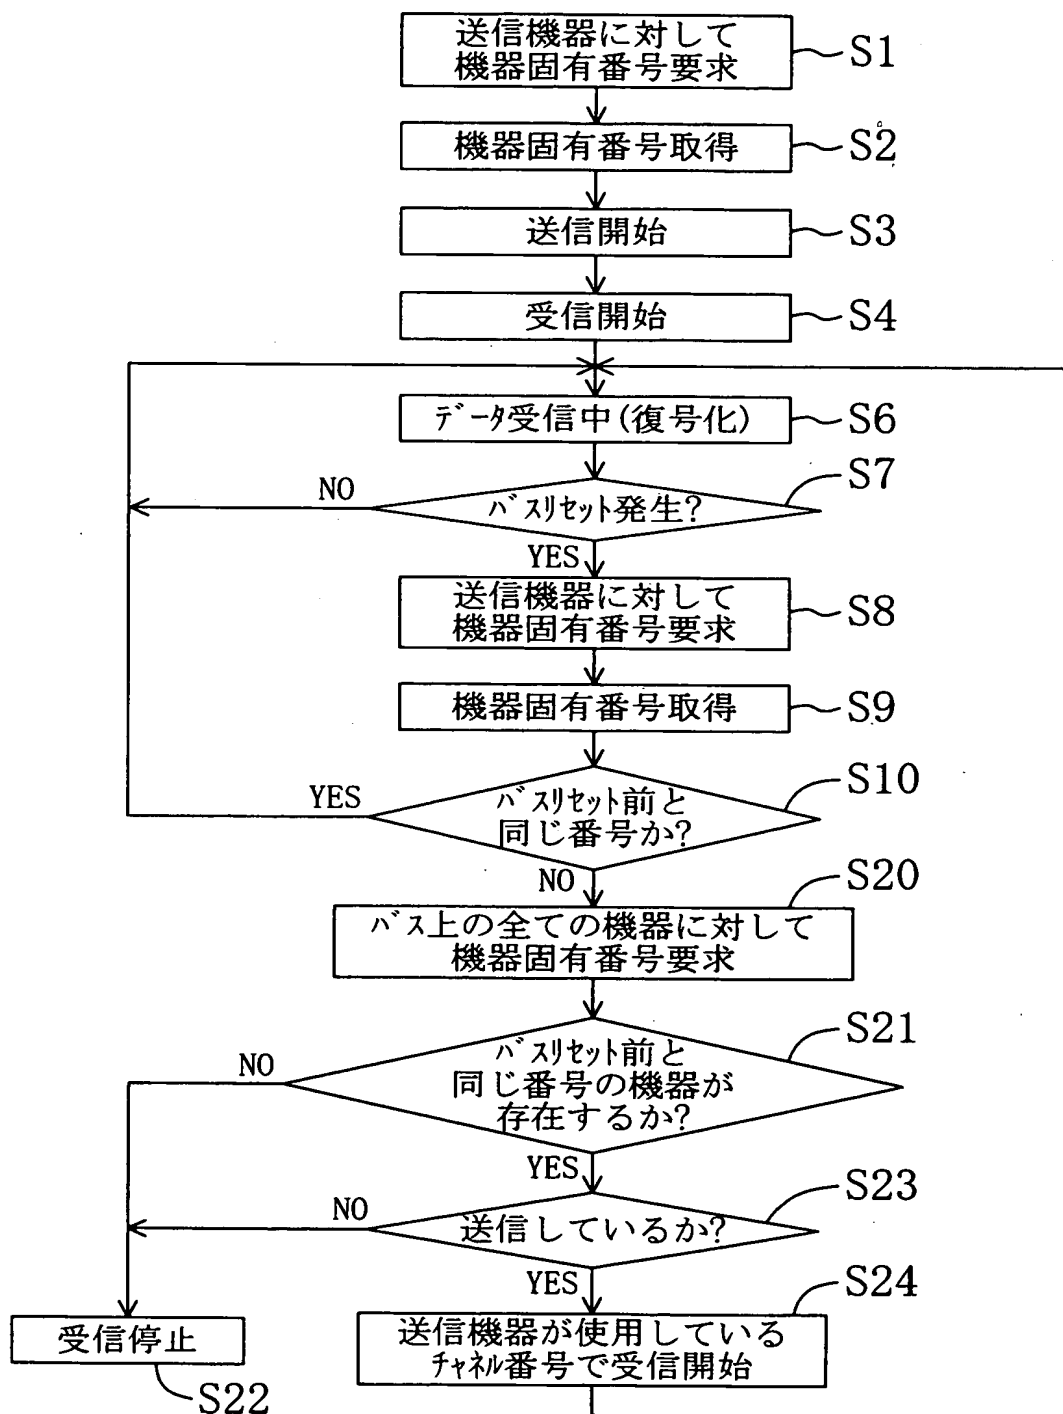 送信機器に対して
機器固有番号要求
S1
機器固有番号取得
S2
送信開始
S3
受信開始
S4
データ受信中(復号化)
S6
S7
NO
バスリセット発生?
YES
送信機器に対して
機器固有番号要求
S8
機器固有番号取得
S9
S10
YES
バスリセット前と
同じ番号か?
NO
S20
バス上の全ての機器に対して
機器固有番号要求
S21
NO
バスリセット前と
同じ番号の機器が
存在するか?
YES
S23
NO
送信しているか?
YES
S24
受信停止
S22
送信機器が使用している
チャネル番号で受信開始